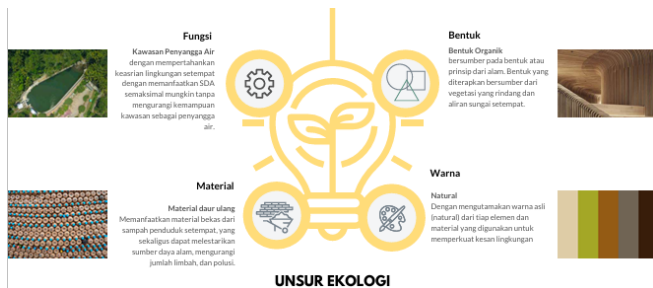 Fungsi
Kawasan Penyangga Air
dengan mempertahankan
keasrian lingkungan setempat
dengan memanfaatkan SDA
semaksimal mungkin tanpa
mengurangi kemampuan
kawasan sebagai penyangga
air.
Bentuk
Bentuk Organik
bersumber pada bentuk atau
prinsip dari alam. Bentuk yang
diterapkan bersumber dari
vegetasi yang rindang dan
aliran sungai setempat.
Material
Material daur ulang
Memanfaatkan material bekas dari
sampah penduduk setempat, yang
sekaligus dapat melestarikan
sumber daya alam, mengurangi
jumlah limbah, dan polusi.
Warna
Natural
Dengan mengutamakan warna asli
(natural) dari tiap elemen dan
material yang digunakan untuk
memperkuat kesan lingkungan
UNSUR EKOLOGI